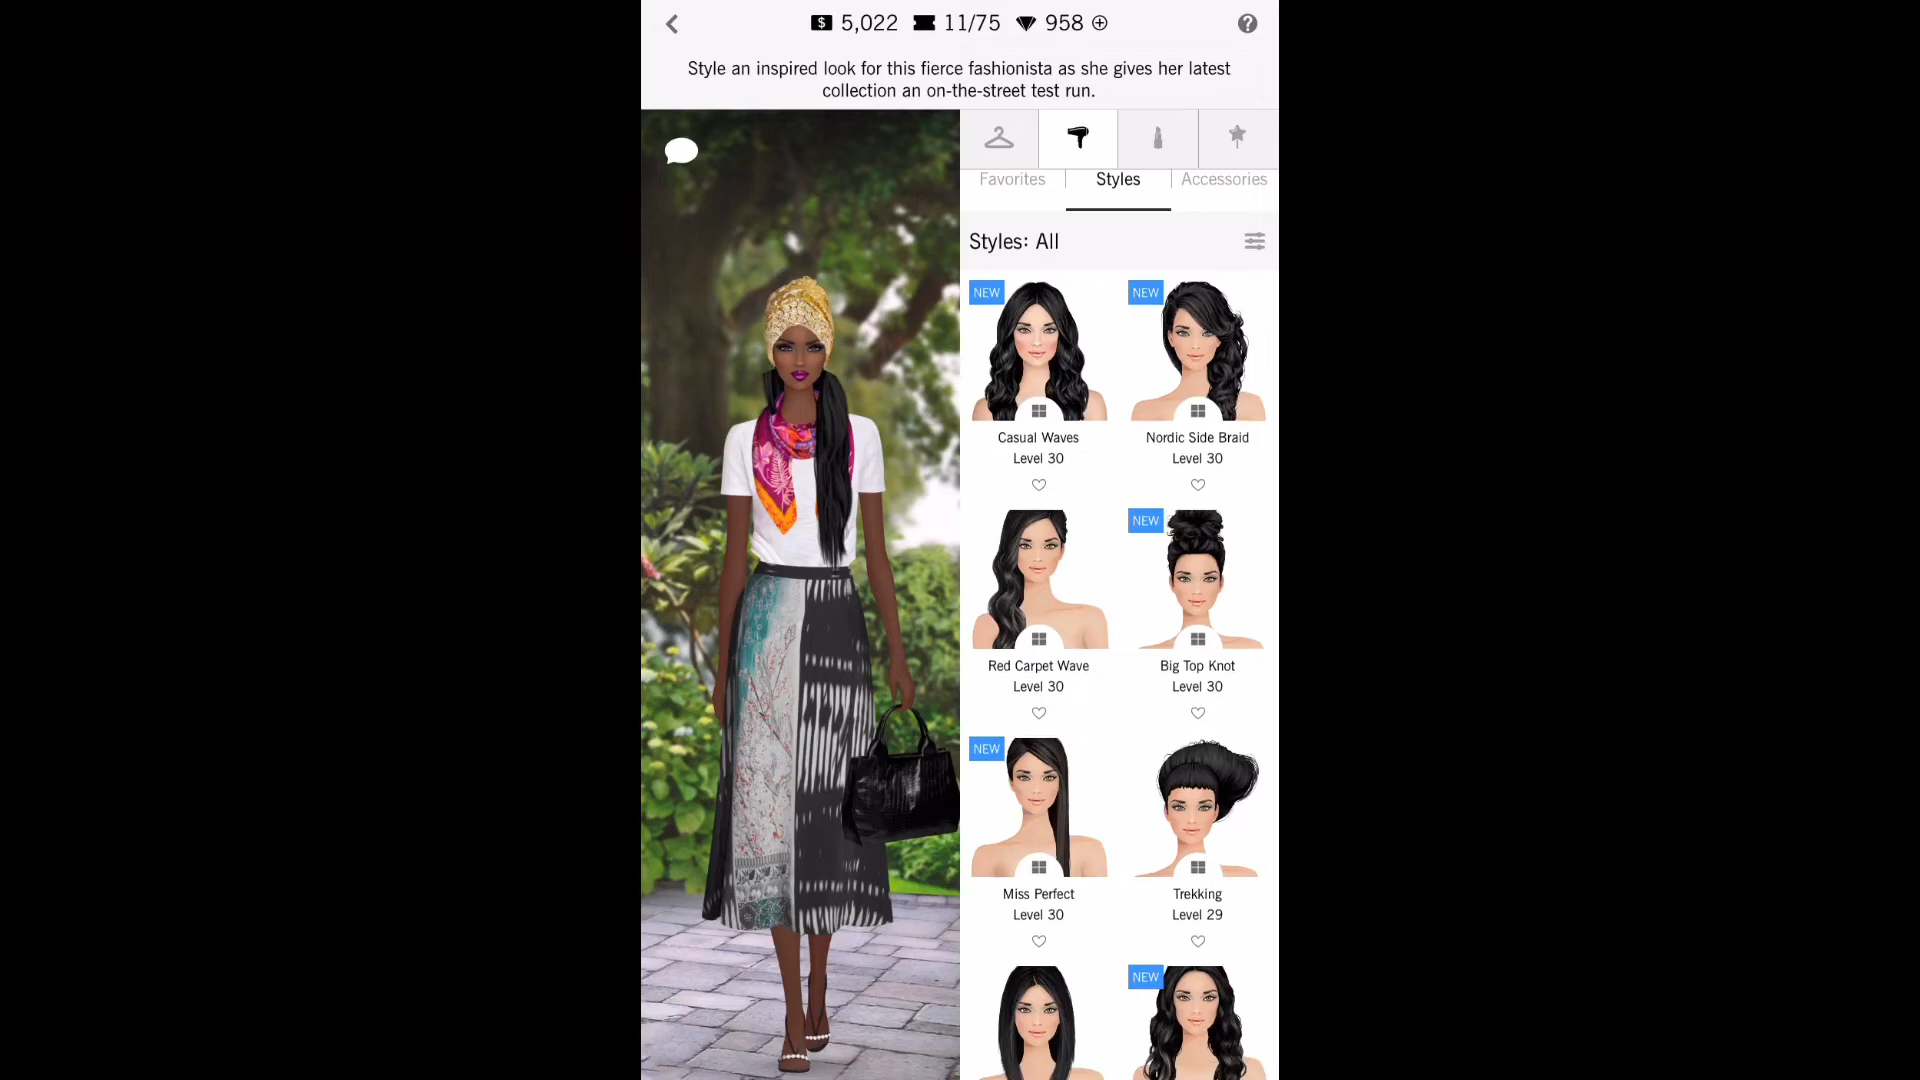 5,022 11/75 958
Style an inspired look for this fierce fashionista as she gives her latest
collection an on-the-street test run.
Favorites Styles Accessories
Styles: All
NEW NEW
Casual Waves Nordic Side Braid
Level 30 Level 30
NEW
Red Carpet Wave Big Top Knot
Level 30 Level 30
NEW
Miss Perfect Trekking
Level 30 Level 29
NEW